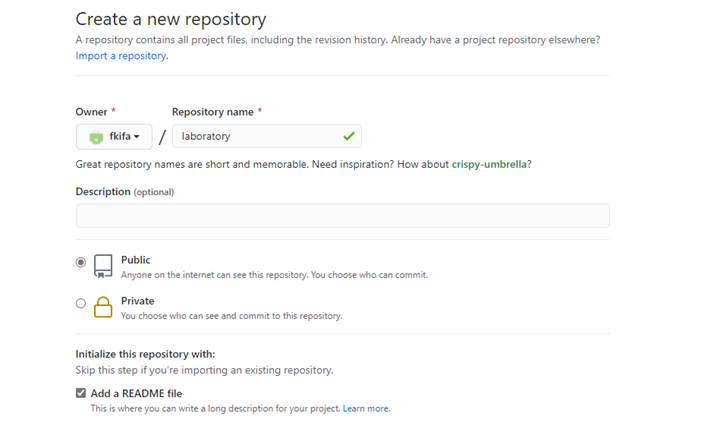 Create a new repository
A repository contains all project files, including the revision history. Already have a project repository elsewhere?
Import a repository.
Owner * Repository name *
fkifa / laboratory
Great repository names are short and memorable. Need inspiration? How about crispy-umbrella?
Description (optional)
Public
Anyone on the internet can see this repository. You choose who can commit.
Private
You choose who can see and commit to this repository.
Initialize this repository with:
Skip this step if you're importing an existing repository.
Add a README file
This is where you can write a long description for your project. Learn more.